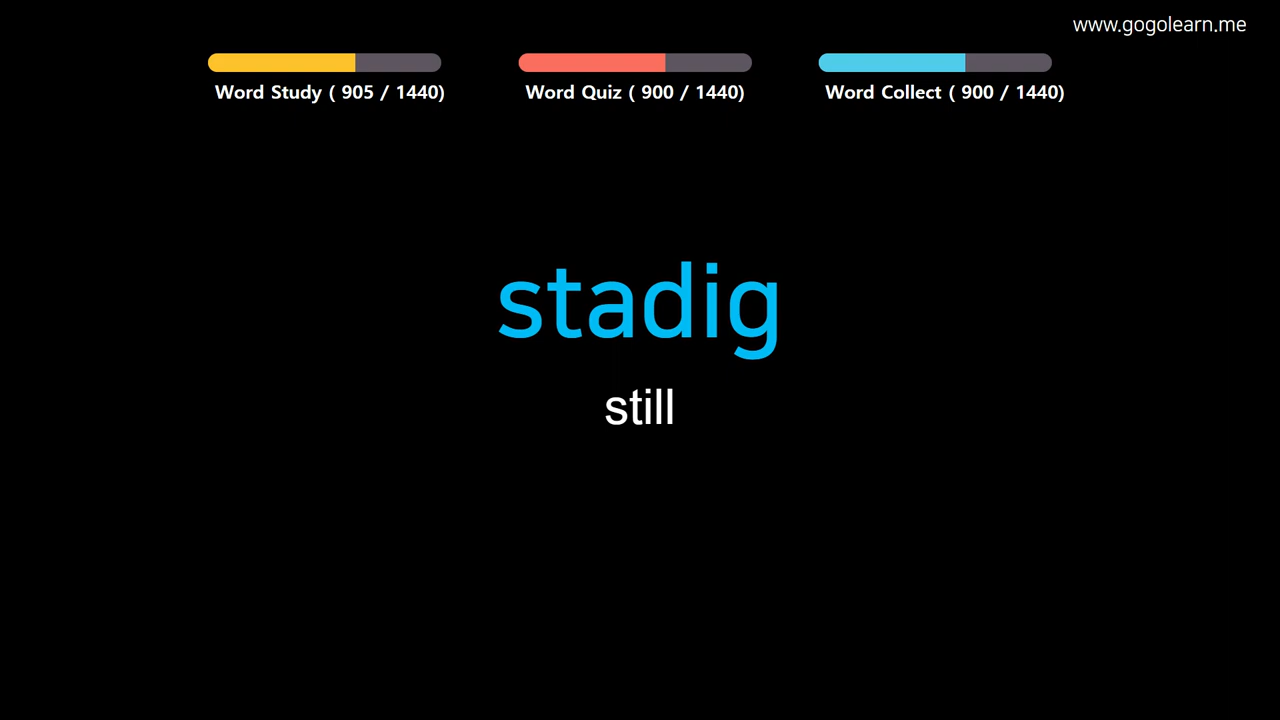 www.gogolearn.me
Word Study ( 905 / 1440)
Word Quiz ( 900 / 1440)
Word Collect ( 900 / 1440)
stadig
still